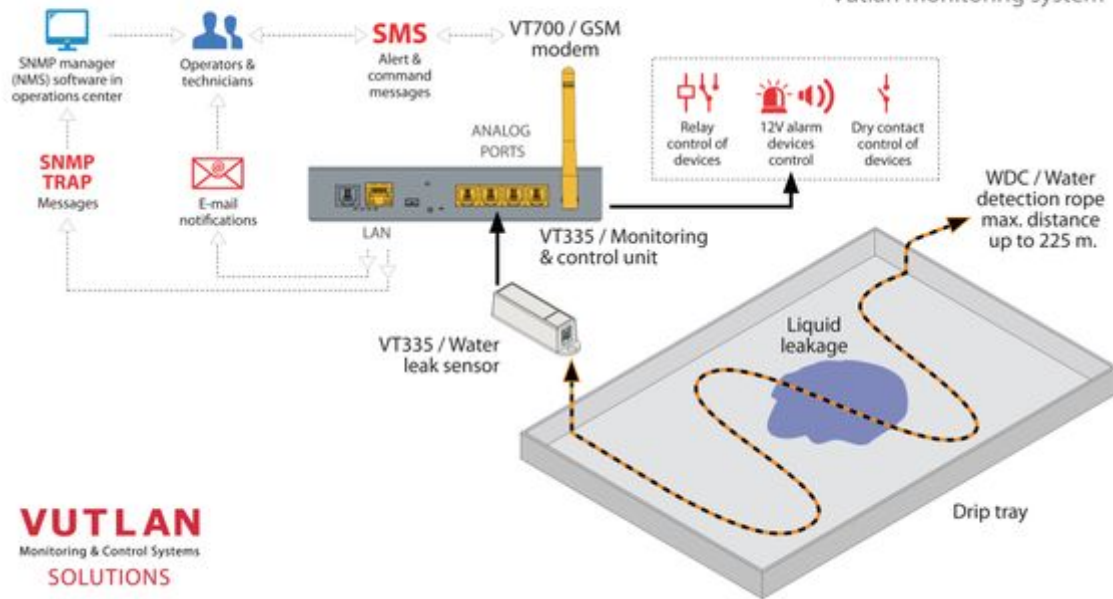 Vutlan monitoring system
SNMP manager
(NMS) software in
operations center
Operators &
technicians
SMS
Alert &
command
messages
VT700 / GSM
modem
SNMP
TRAP
Messages
E-mail
notifications
ANALOG
PORTS
LAN
Relay
control of
devices
12V alarm
devices
control
Dry contact
control of
devices
VT335 / Monitoring
& control unit
WDC / Water
detection rope
max. distance
up to 225 m.
VT335 / Water
leak sensor
Liquid
leakage
Drip tray
VUTLAN
Monitoring & Control Systems
SOLUTIONS